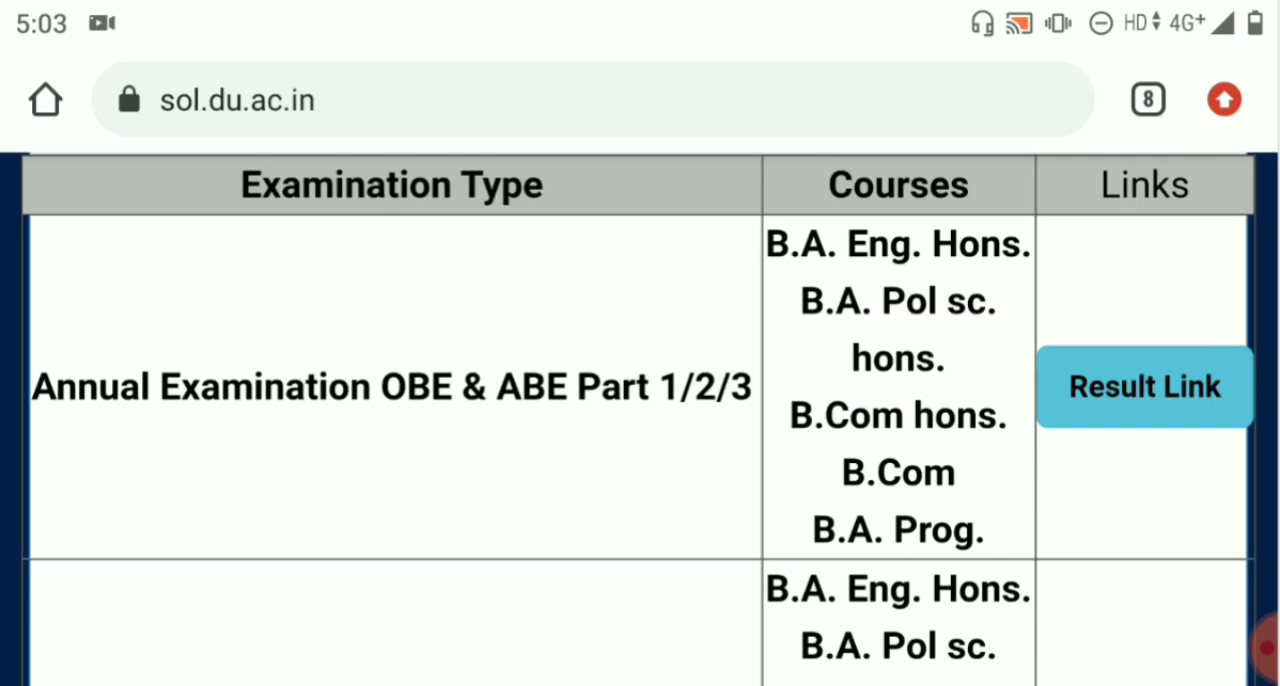 5:03
HD 4G+
sol.du.ac.in
8
Examination Type
Courses
Links
Annual Examination OBE & ABE Part 1/2/3
B.A. Eng. Hons.
B.A. Pol sc.
hons.
B.Com hons.
B.Com
B.A. Prog.
Result Link
B.A. Eng. Hons.
B.A. Pol sc.